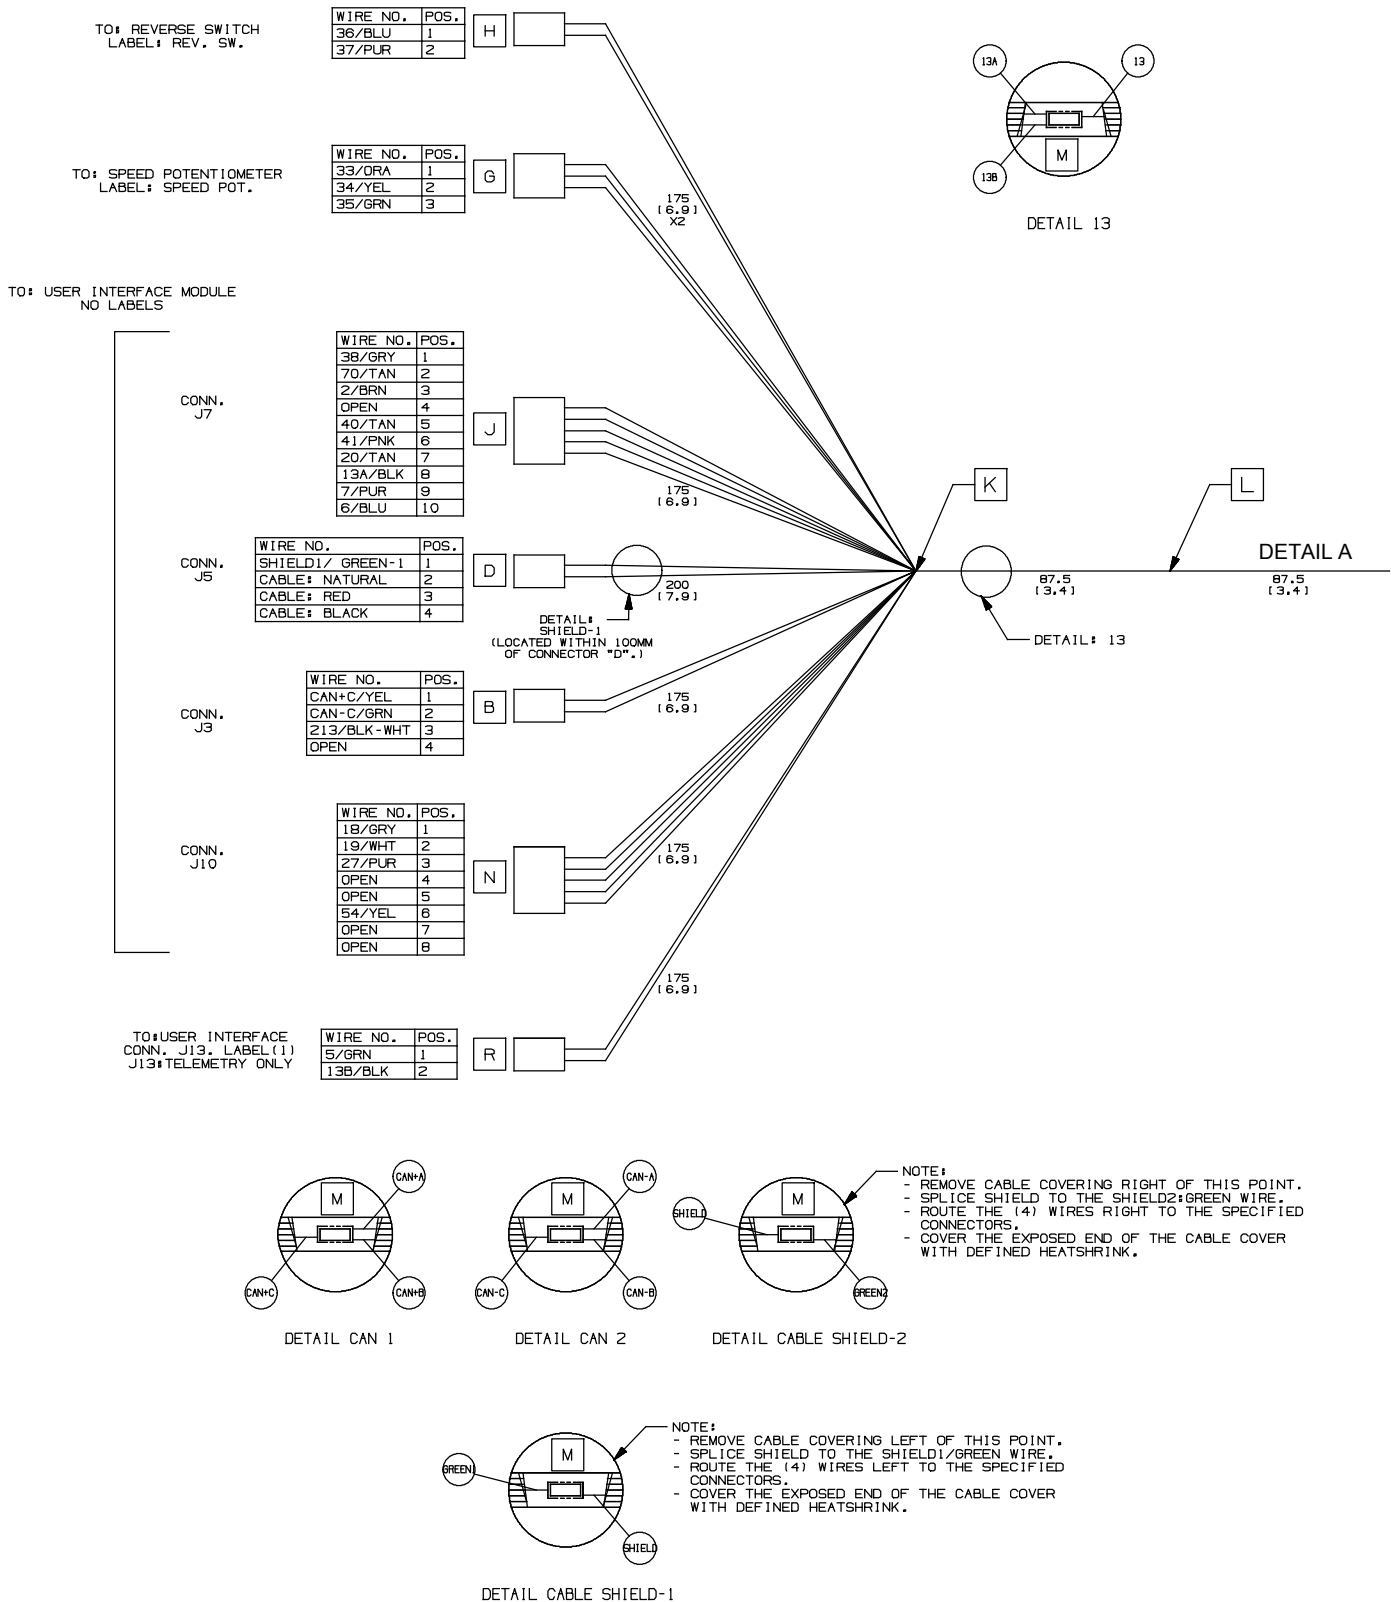 TO: REVERSE SWITCH
LABEL: REV. SW.
WIRE NO. POS.
36/BLU 1
37/PUR 2
H
13A
13
M
13B
DETAIL 13
TO: SPEED POTENTIOMETER
LABEL: SPEED POT.
WIRE NO. POS.
33/ORA 1
34/YEL 2
35/GRN 3
G
175
[6.9]
X2
TO: USER INTERFACE MODULE
NO LABELS
CONN.
J7
WIRE NO. POS.
38/GRY 1
70/TAN 2
2/BRN 3
OPEN 4
40/TAN 5
41/PNK 6
20/TAN 7
13A/BLK 8
7/PUR 9
6/BLU 10
J
175
[6.9]
K
L
DETAIL A
87.5
[3.4]
87.5
[3.4]
DETAIL: 13
CONN.
J5
WIRE NO. POS.
SHIELD1/ GREEN-1 1
CABLE: NATURAL 2
CABLE: RED 3
CABLE: BLACK 4
D
200
[7.9]
DETAIL:
SHIELD-1
(LOCATED WITHIN 100MM
OF CONNECTOR "D".)
CONN.
J3
WIRE NO. POS.
CAN+C/YEL 1
CAN-C/GRN 2
213/BLK-WHT 3
OPEN 4
B
175
[6.9]
CONN.
J10
WIRE NO. POS.
18/GRY 1
19/WHT 2
27/PUR 3
OPEN 4
OPEN 5
54/YEL 6
OPEN 7
OPEN 8
N
175
[6.9]
175
[6.9]
TO:USER INTERFACE
CONN. J13. LABEL(1)
J13:TELEMETRY ONLY
WIRE NO. POS.
5/GRN 1
13B/BLK 2
R
M
CAN+A
CAN+C
CAN+B
DETAIL CAN 1
M
CAN-A
CAN-C
CAN-B
DETAIL CAN 2
M
SHIELD
GREEN2
DETAIL CABLE SHIELD-2
NOTE:
- REMOVE CABLE COVERING RIGHT OF THIS POINT.
- SPLICE SHIELD TO THE SHIELD2:GREEN WIRE.
- ROUTE THE (4) WIRES RIGHT TO THE SPECIFIED
CONNECTORS.
- COVER THE EXPOSED END OF THE CABLE COVER
WITH DEFINED HEATSHRINK.
M
GREEN1
SHIELD
DETAIL CABLE SHIELD-1
NOTE:
- REMOVE CABLE COVERING LEFT OF THIS POINT.
- SPLICE SHIELD TO THE SHIELD1/GREEN WIRE.
- ROUTE THE (4) WIRES LEFT TO THE SPECIFIED
CONNECTORS.
- COVER THE EXPOSED END OF THE CABLE COVER
WITH DEFINED HEATSHRINK.